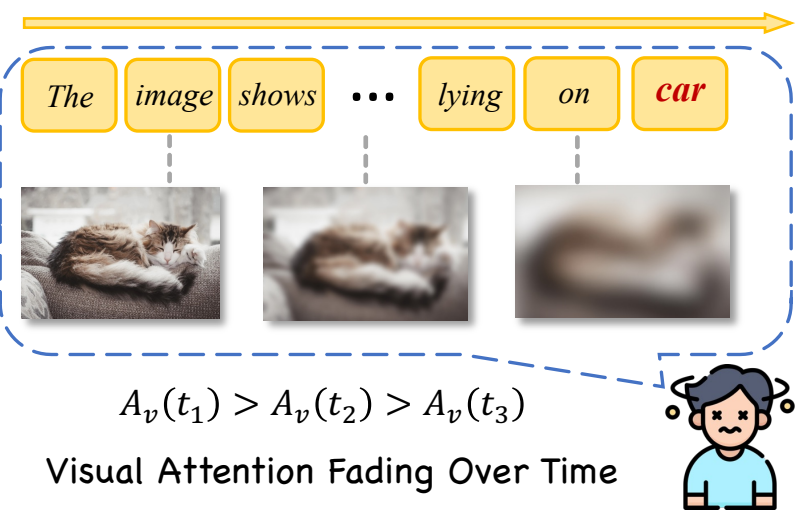 The image shows ... lying on car
A_v(t_1) > A_v(t_2) > A_v(t_3)
Visual Attention Fading Over Time